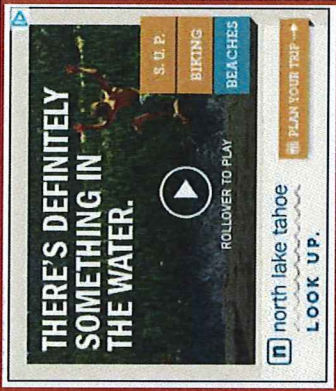 THERE'S DEFINITELY
SOMETHING IN
THE WATER.
S. U. P.
BIKING
BEACHES
ROLLOVER TO PLAY
n north lake tahoe
LOOK UP.
PLAN YOUR TRIP